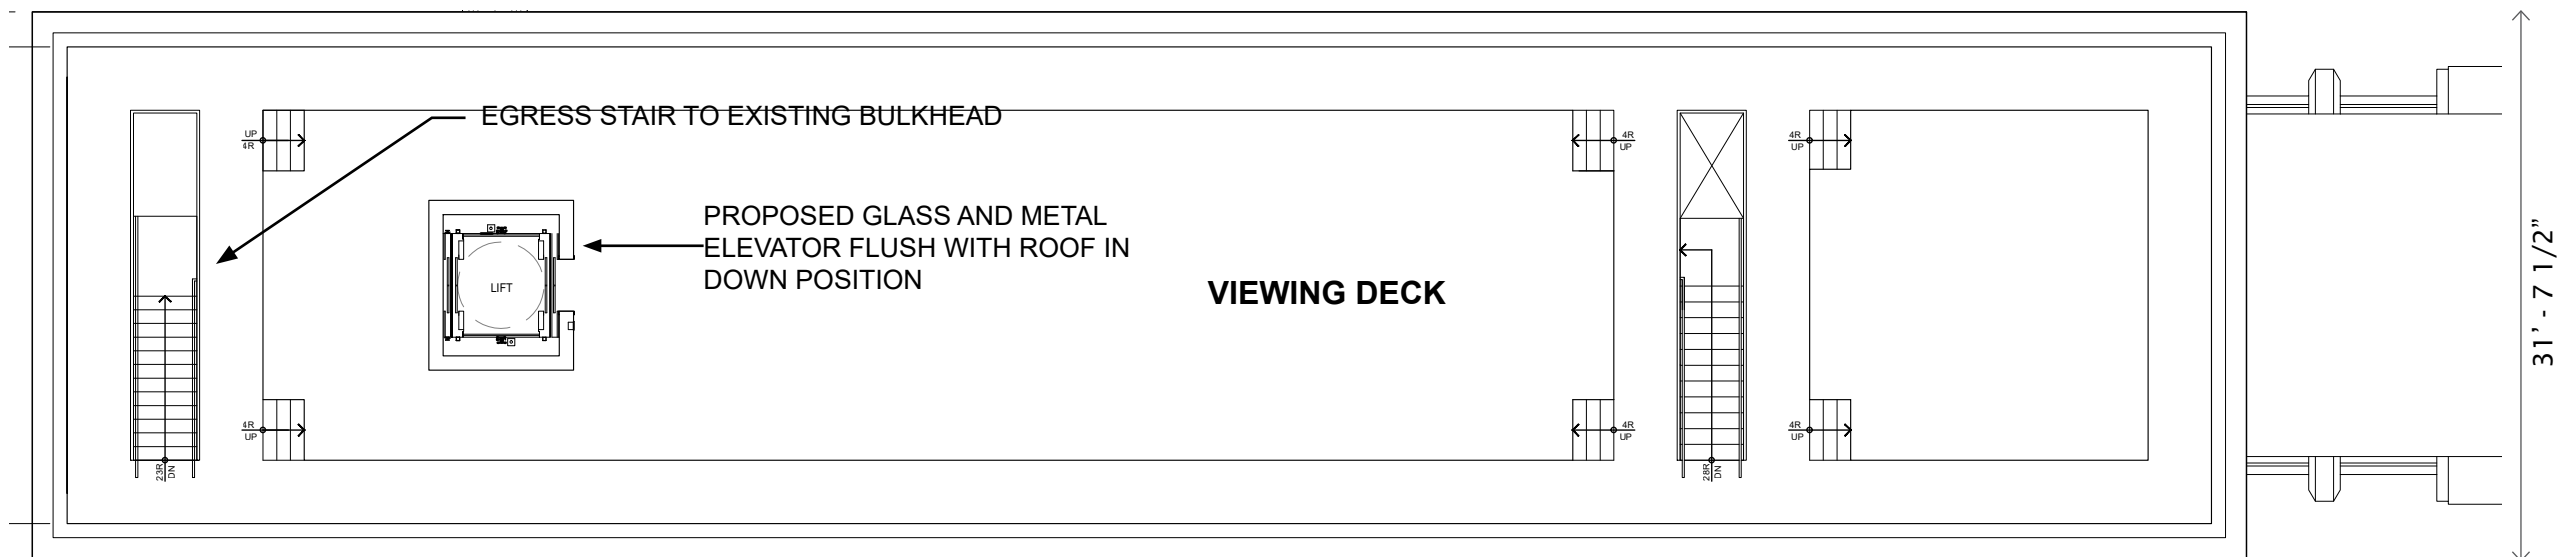 EGRESS STAIR TO EXISTING BULKHEAD
UP
4R
4R
UP
4R
UP
PROPOSED GLASS AND METAL
ELEVATOR FLUSH WITH ROOF IN
DOWN POSITION
LIFT
VIEWING DECK
31' - 7 1/2"
4R
UP
4R
UP
4R
UP
23R
DN
28R
DN